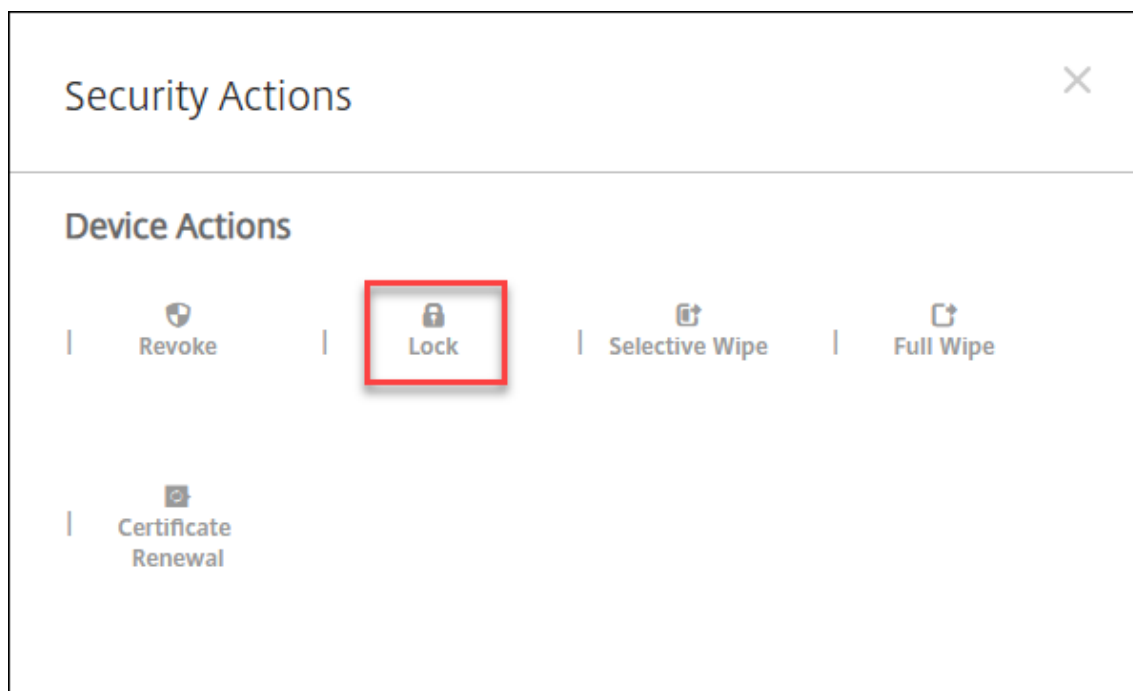 Security Actions
Device Actions
Revoke
Lock
Selective Wipe
Full Wipe
Certificate
Renewal